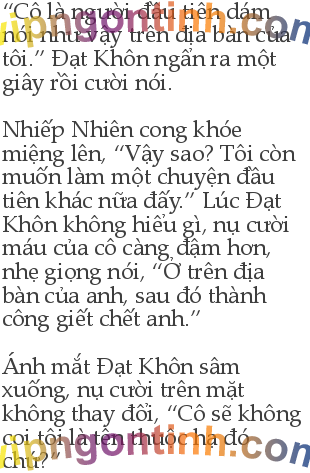 “Cô là người đầu tiên dám
nói như vậy trên địa bàn của
tôi.” Đạt Khôn ngẩn ra một
giây rồi cười nói.
Nhiếp Nhiên cong khóe
miệng lên, “Vậy sao? Tôi còn
muốn làm một chuyện đầu
tiên khác nữa đấy.” Lúc Đạt
Khôn không hiểu gì, nụ cười
máu của cô càng đậm hơn,
nhẹ giọng nói, “Ở trên địa
bàn của anh, sau đó thành
công giết chết anh.”
Ánh mắt Đạt Khôn sâm
xuống, nụ cười trên mặt
không thay đổi, “Cô sẽ không
coi tôi là tên thuộc hạ đó
chứ?”
vipngontinh.com
vipngontinh.com